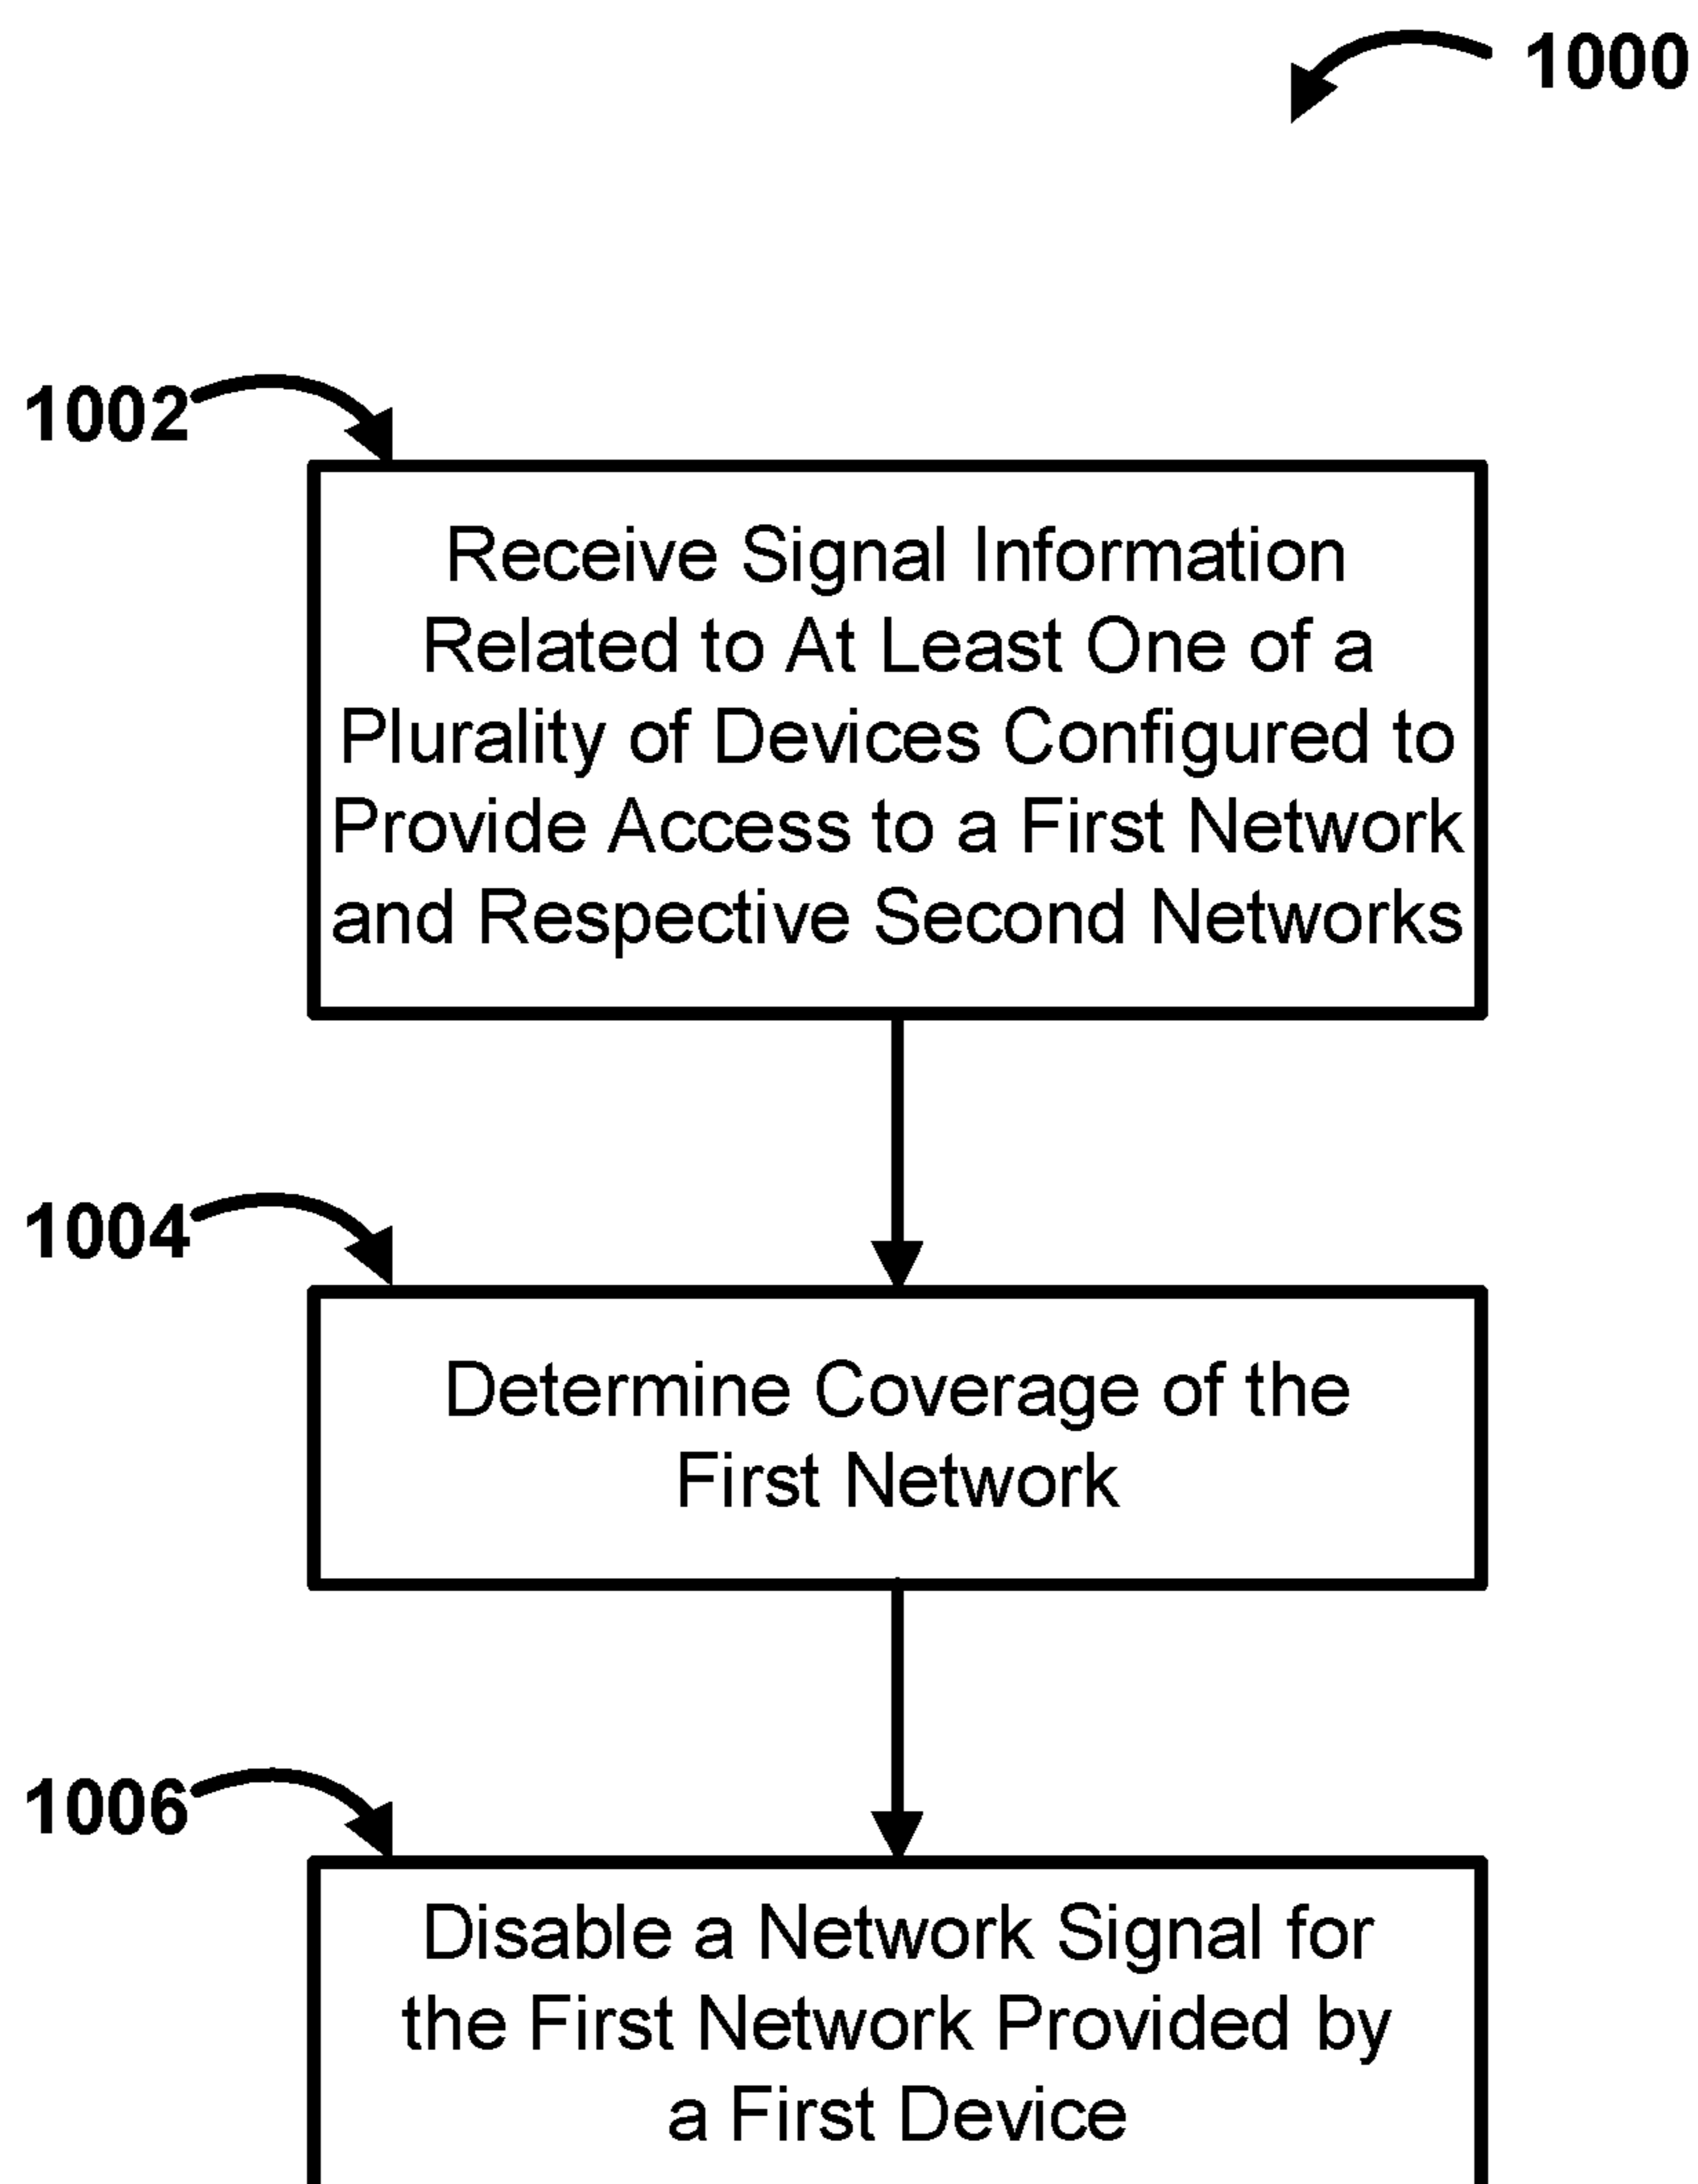 1000
1002
Receive Signal Information
Related to At Least One of a
Plurality of Devices Configured to
Provide Access to a First Network
and Respective Second Networks
1004
Determine Coverage of the
First Network
1006
Disable a Network Signal for
the First Network Provided by
a First Device